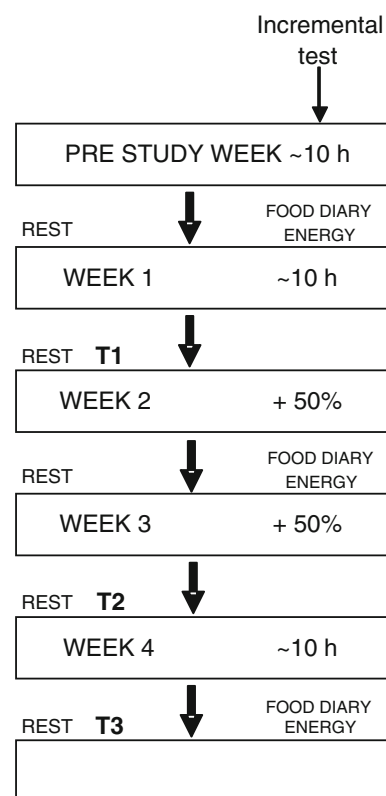 Incremental
test
PRE STUDY WEEK ~10 h
REST
FOOD DIARY
ENERGY
WEEK 1 ~10 h
REST T1
WEEK 2 + 50%
REST
FOOD DIARY
ENERGY
WEEK 3 + 50%
REST T2
WEEK 4 ~10 h
REST T3
FOOD DIARY
ENERGY